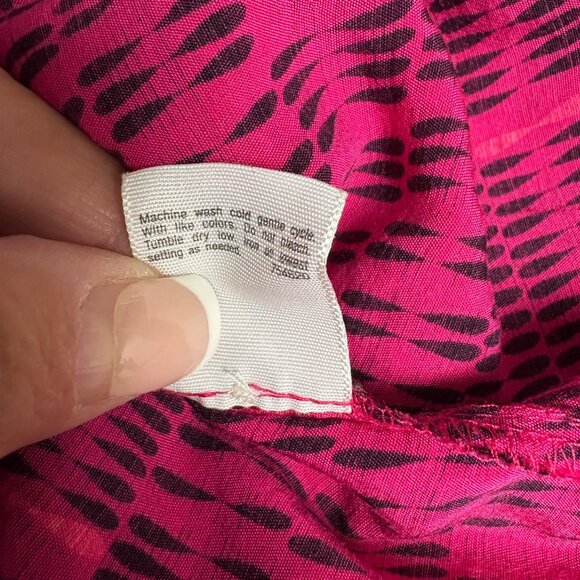 Machine wash cold gentle cycle.
With like colors. Do not bleach.
Tumble dry low. Iron on lowest
setting as needed.